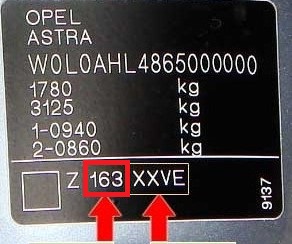 OPEL
ASTRA
W0L0AHL4865000000
1780 kg
3125 kg
1-0940 kg
2-0860 kg
Z 163 XXVE
9137